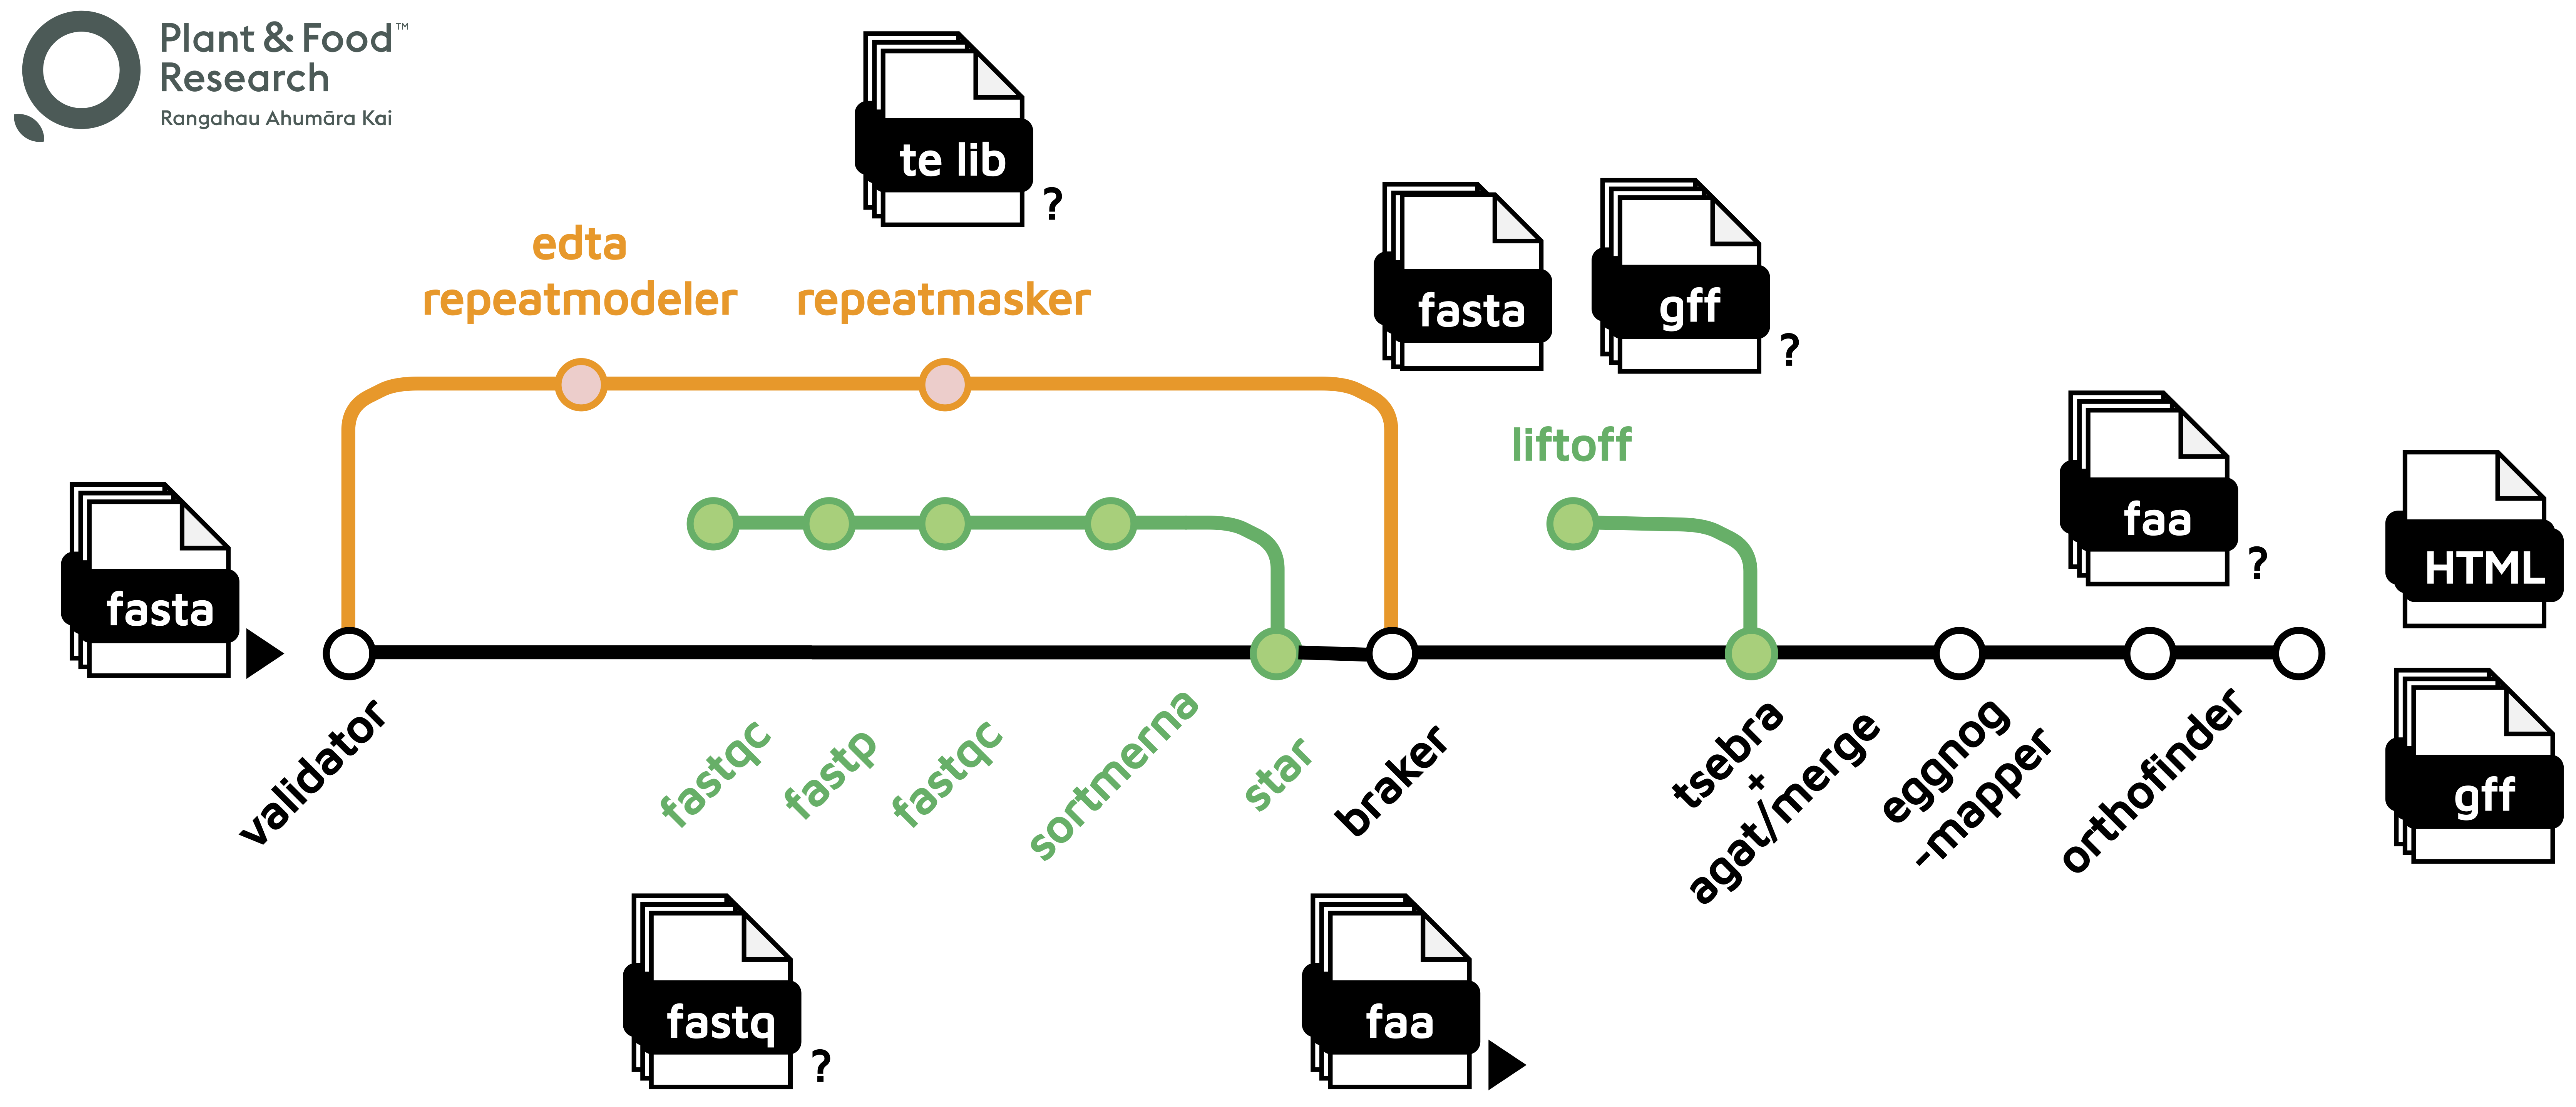 Plant & Food™
Research
Rangahau Ahumāra Kai
te lib
?
edta
repeatmodeler
repeatmasker
fasta
gff
?
liftoff
faa
?
HTML
fasta
gff
validator
fastqc
fastp
fastqc
sortmerna
star
braker
tsebra
+
agat/merge
eggnog
-mapper
orthofinder
fastq
?
faa